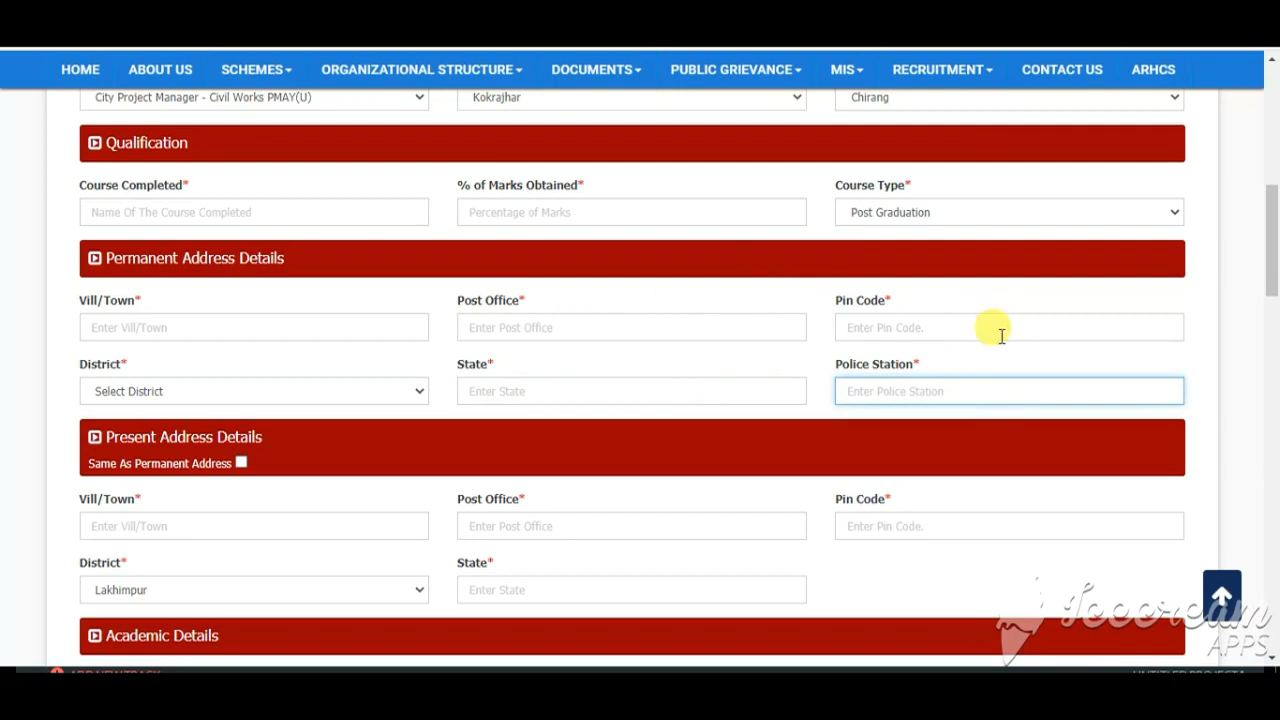 HOME ABOUT US SCHEMES ORGANIZATIONAL STRUCTURE DOCUMENTS PUBLIC GRIEVANCE MIS RECRUITMENT CONTACT US ARHCS
City Project Manager - Civil Works PMAY(U) Kokrajhar Chirang
Qualification
Course Completed* % of Marks Obtained* Course Type*
Name Of The Course Completed Percentage of Marks Post Graduation
Permanent Address Details
Vill/Town* Post Office* Pin Code*
Enter Vill/Town Enter Post Office Enter Pin Code.
District* State* Police Station*
Select District Enter State Enter Police Station
Present Address Details
Same As Permanent Address
Vill/Town* Post Office* Pin Code*
Enter Vill/Town Enter Post Office Enter Pin Code.
District* State*
Lakhimpur Enter State
Academic Details
Icecream
APPS